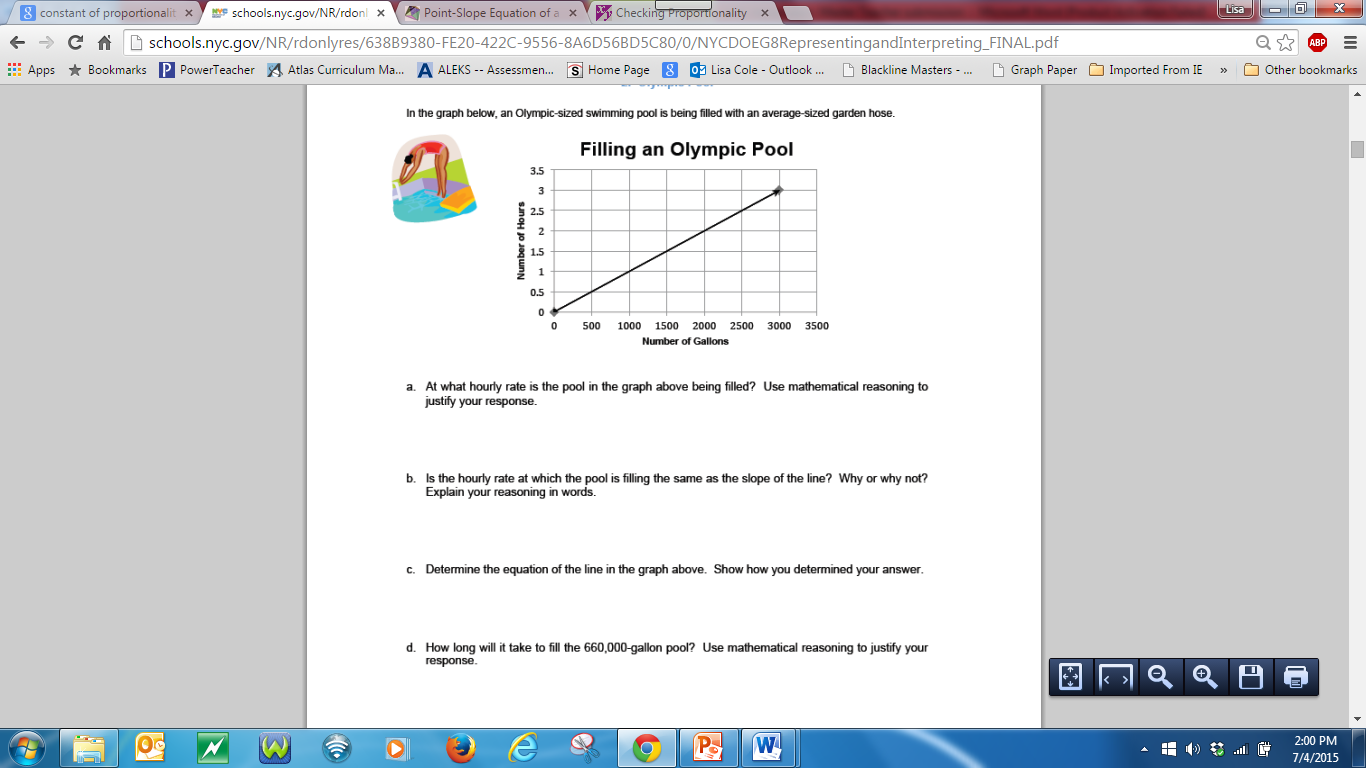 constant of proportionalit
schools.nyc.gov/NR/rdonl
Point-Slope Equation of a
Checking Proportionality
Lisa
schools.nyc.gov/NR/rdonlyres/638B9380-FE20-422C-9556-8A6D56BD5C80/0/NYCDOEG8RepresentingandInterpreting_FINAL.pdf
ABP
Apps Bookmarks PowerTeacher Atlas Curriculum Ma... ALEKS -- Assessmen... Home Page Lisa Cole - Outlook ... Blackline Masters - ... Graph Paper Imported From IE » Other bookmarks
In the graph below, an Olympic-sized swimming pool is being filled with an average-sized garden hose.
Filling an Olympic Pool
3.5
3
2.5
2
1.5
1
0.5
0
Number of Hours
0 500 1000 1500 2000 2500 3000 3500
Number of Gallons
a. At what hourly rate is the pool in the graph above being filled? Use mathematical reasoning to
justify your response.
b. Is the hourly rate at which the pool is filling the same as the slope of the line? Why or why not?
Explain your reasoning in words.
c. Determine the equation of the line in the graph above. Show how you determined your answer.
d. How long will it take to fill the 660,000-gallon pool? Use mathematical reasoning to justify your
response.
2:00 PM
7/4/2015